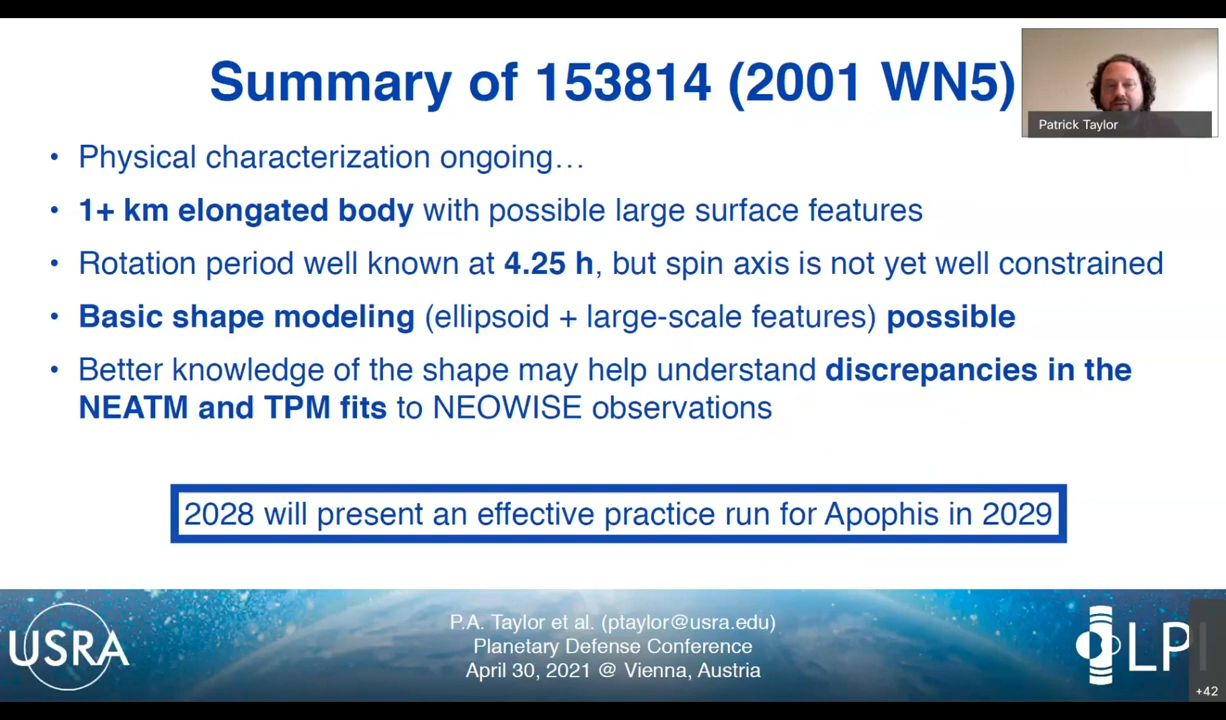 Summary of 153814 (2001 WN5)
Patrick Taylor
• Physical characterization ongoing…
• 1+ km elongated body with possible large surface features
• Rotation period well known at 4.25 h, but spin axis is not yet well constrained
• Basic shape modeling (ellipsoid + large-scale features) possible
• Better knowledge of the shape may help understand discrepancies in the
NEATM and TPM fits to NEOWISE observations
2028 will present an effective practice run for Apophis in 2029
USRA
P.A. Taylor et al. (ptaylor@usra.edu)
Planetary Defense Conference
April 30, 2021 @ Vienna, Austria
LPI
+42